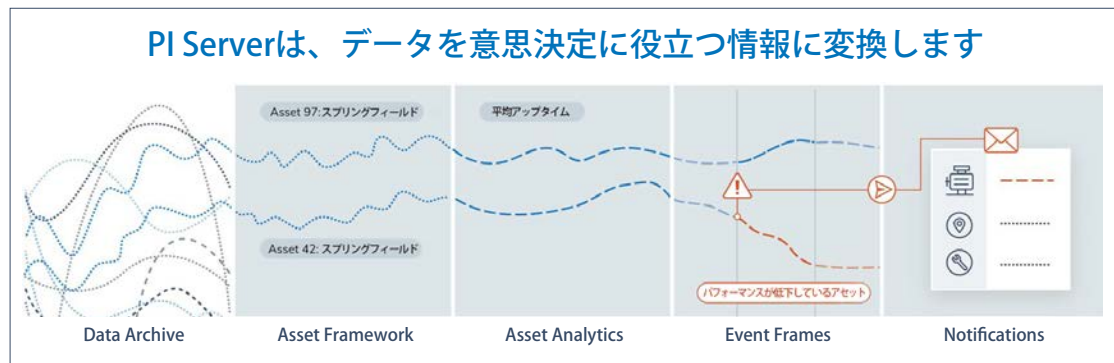 PI Serverは、データを意思決定に役立つ情報に変換します
Asset 97:スプリングフィールド
平均アップタイム
Asset 42: スプリングフィールド
パフォーマンスが低下しているアセット
Data Archive
Asset Framework
Asset Analytics
Event Frames
Notifications